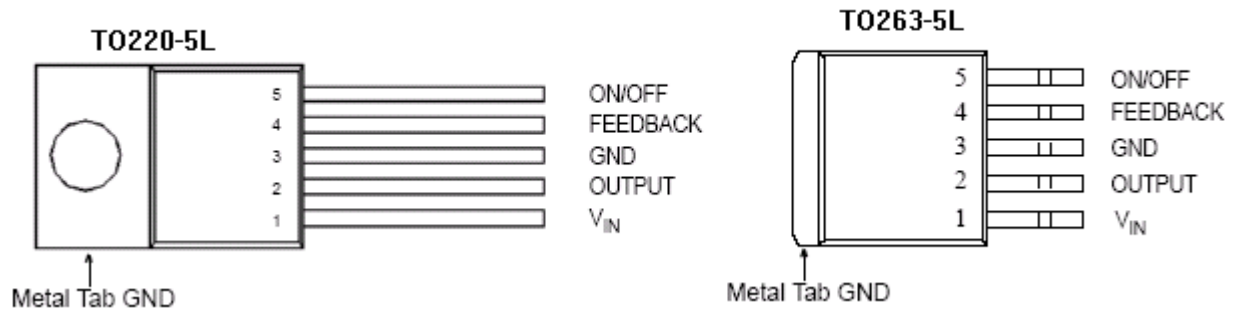 TO220-5L
5 ON/OFF
4 FEEDBACK
3 GND
2 OUTPUT
1 VIN
Metal Tab GND
TO263-5L
5 ON/OFF
4 FEEDBACK
3 GND
2 OUTPUT
1 VIN
Metal Tab GND